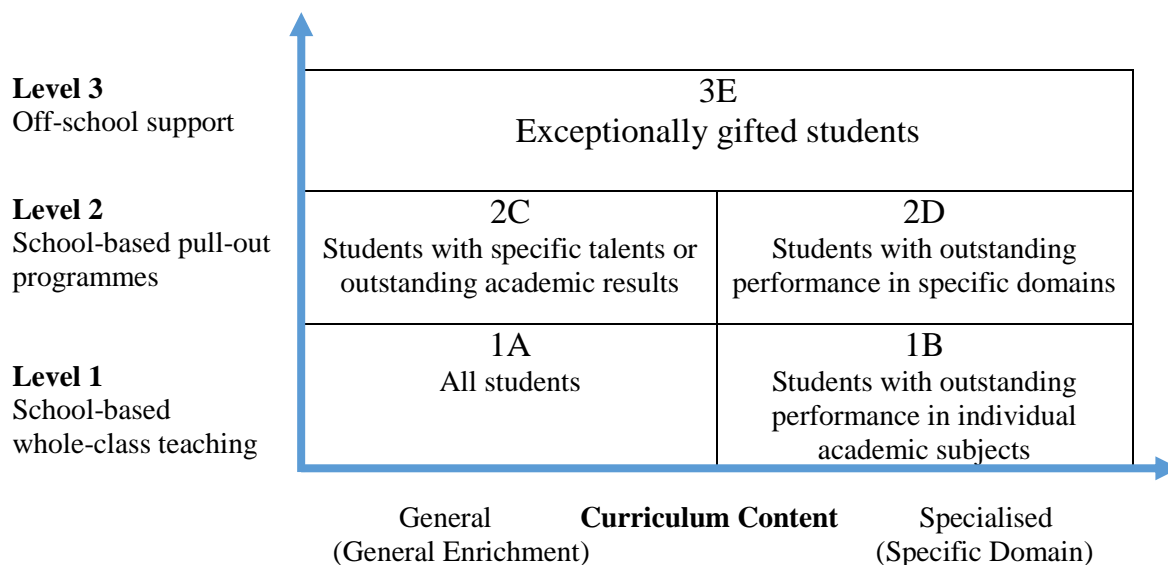 Level 3
Off-school support
3E
Exceptionally gifted students
Level 2
School-based pull-out
programmes
2C
Students with specific talents or
outstanding academic results
2D
Students with outstanding
performance in specific domains
Level 1
School-based
whole-class teaching
1A
All students
1B
Students with outstanding
performance in individual
academic subjects
General
(General Enrichment)
Curriculum Content
Specialised
(Specific Domain)